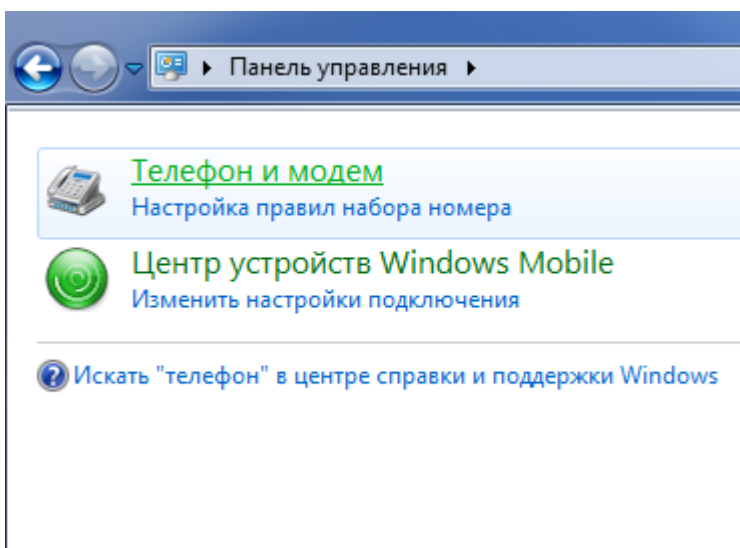 Панель управления
Телефон и модем
Настройка правил набора номера
Центр устройств Windows Mobile
Изменить настройки подключения
Искать "телефон" в центре справки и поддержки Windows